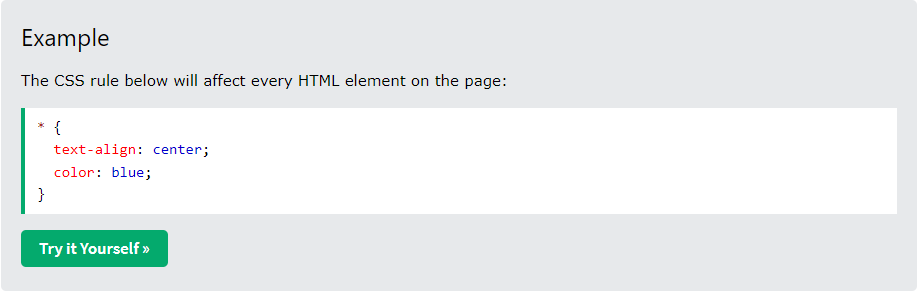 Example
The CSS rule below will affect every HTML element on the page:
* {
  text-align: center;
  color: blue;
}
Try it Yourself »